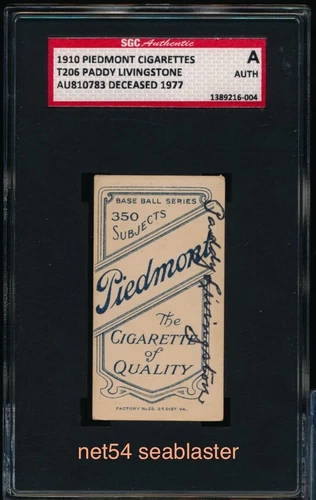 SGC Authentic
1910 PIEDMONT CIGARETTES
T206 PADDY LIVINGSTONE
AU810783 DECEASED 1977
A
AUTH
1389216-004
BASE BALL SERIES
350
SUBJECTS
Piedmont
The
CIGARETTE
of
QUALITY
FACTORY No. 25, 2ND DIST. VA.
Paddy Livingston
net54 seablaster